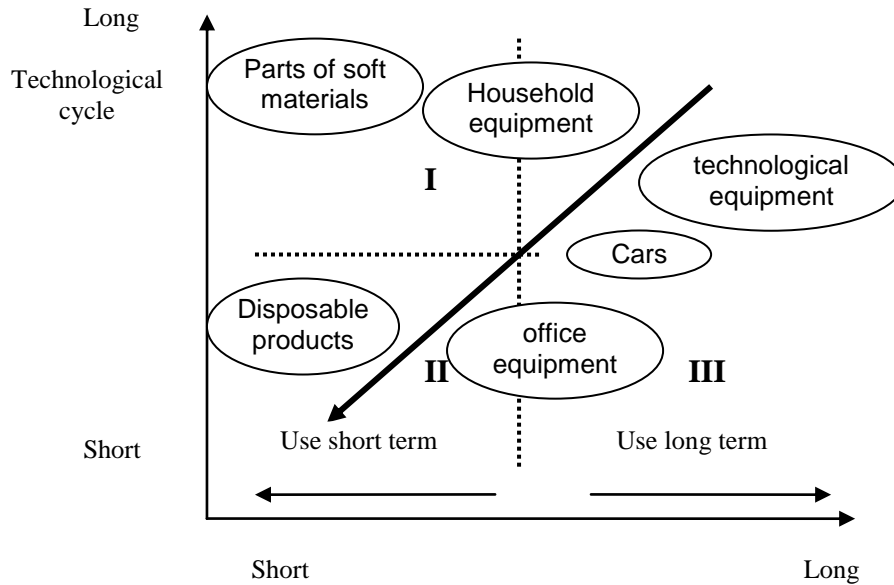 Long
Technological
cycle
Parts of soft
materials
Household
equipment
technological
equipment
I
Cars
Disposable
products
office
equipment
II
III
Short
Use short term
Use long term
Short
Long